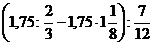 (1,75 : 2/3 − 1,75 · 1 1/8) : 7/12